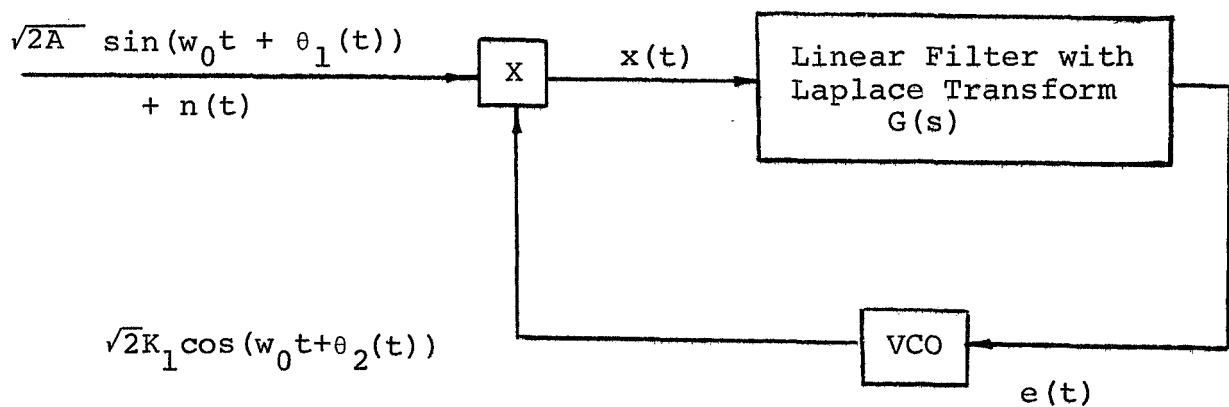 √2A sin(w₀t + θ₁(t))
+ n(t)
X
x(t)
Linear Filter with
Laplace Transform
G(s)
√2K₁cos(w₀t+θ₂(t))
VCO
e(t)